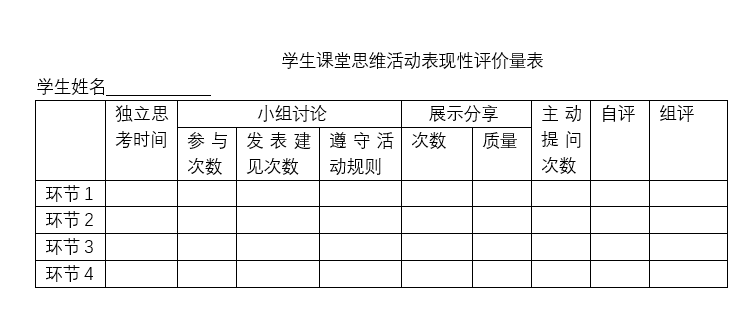 学生课堂思维活动表现性评价量表
学生姓名
独立思考时间 小组讨论 展示分享 主动提问次数 自评 组评
参与次数 发表建见次数 遵守活动规则 次数 质量
环节1
环节2
环节3
环节4